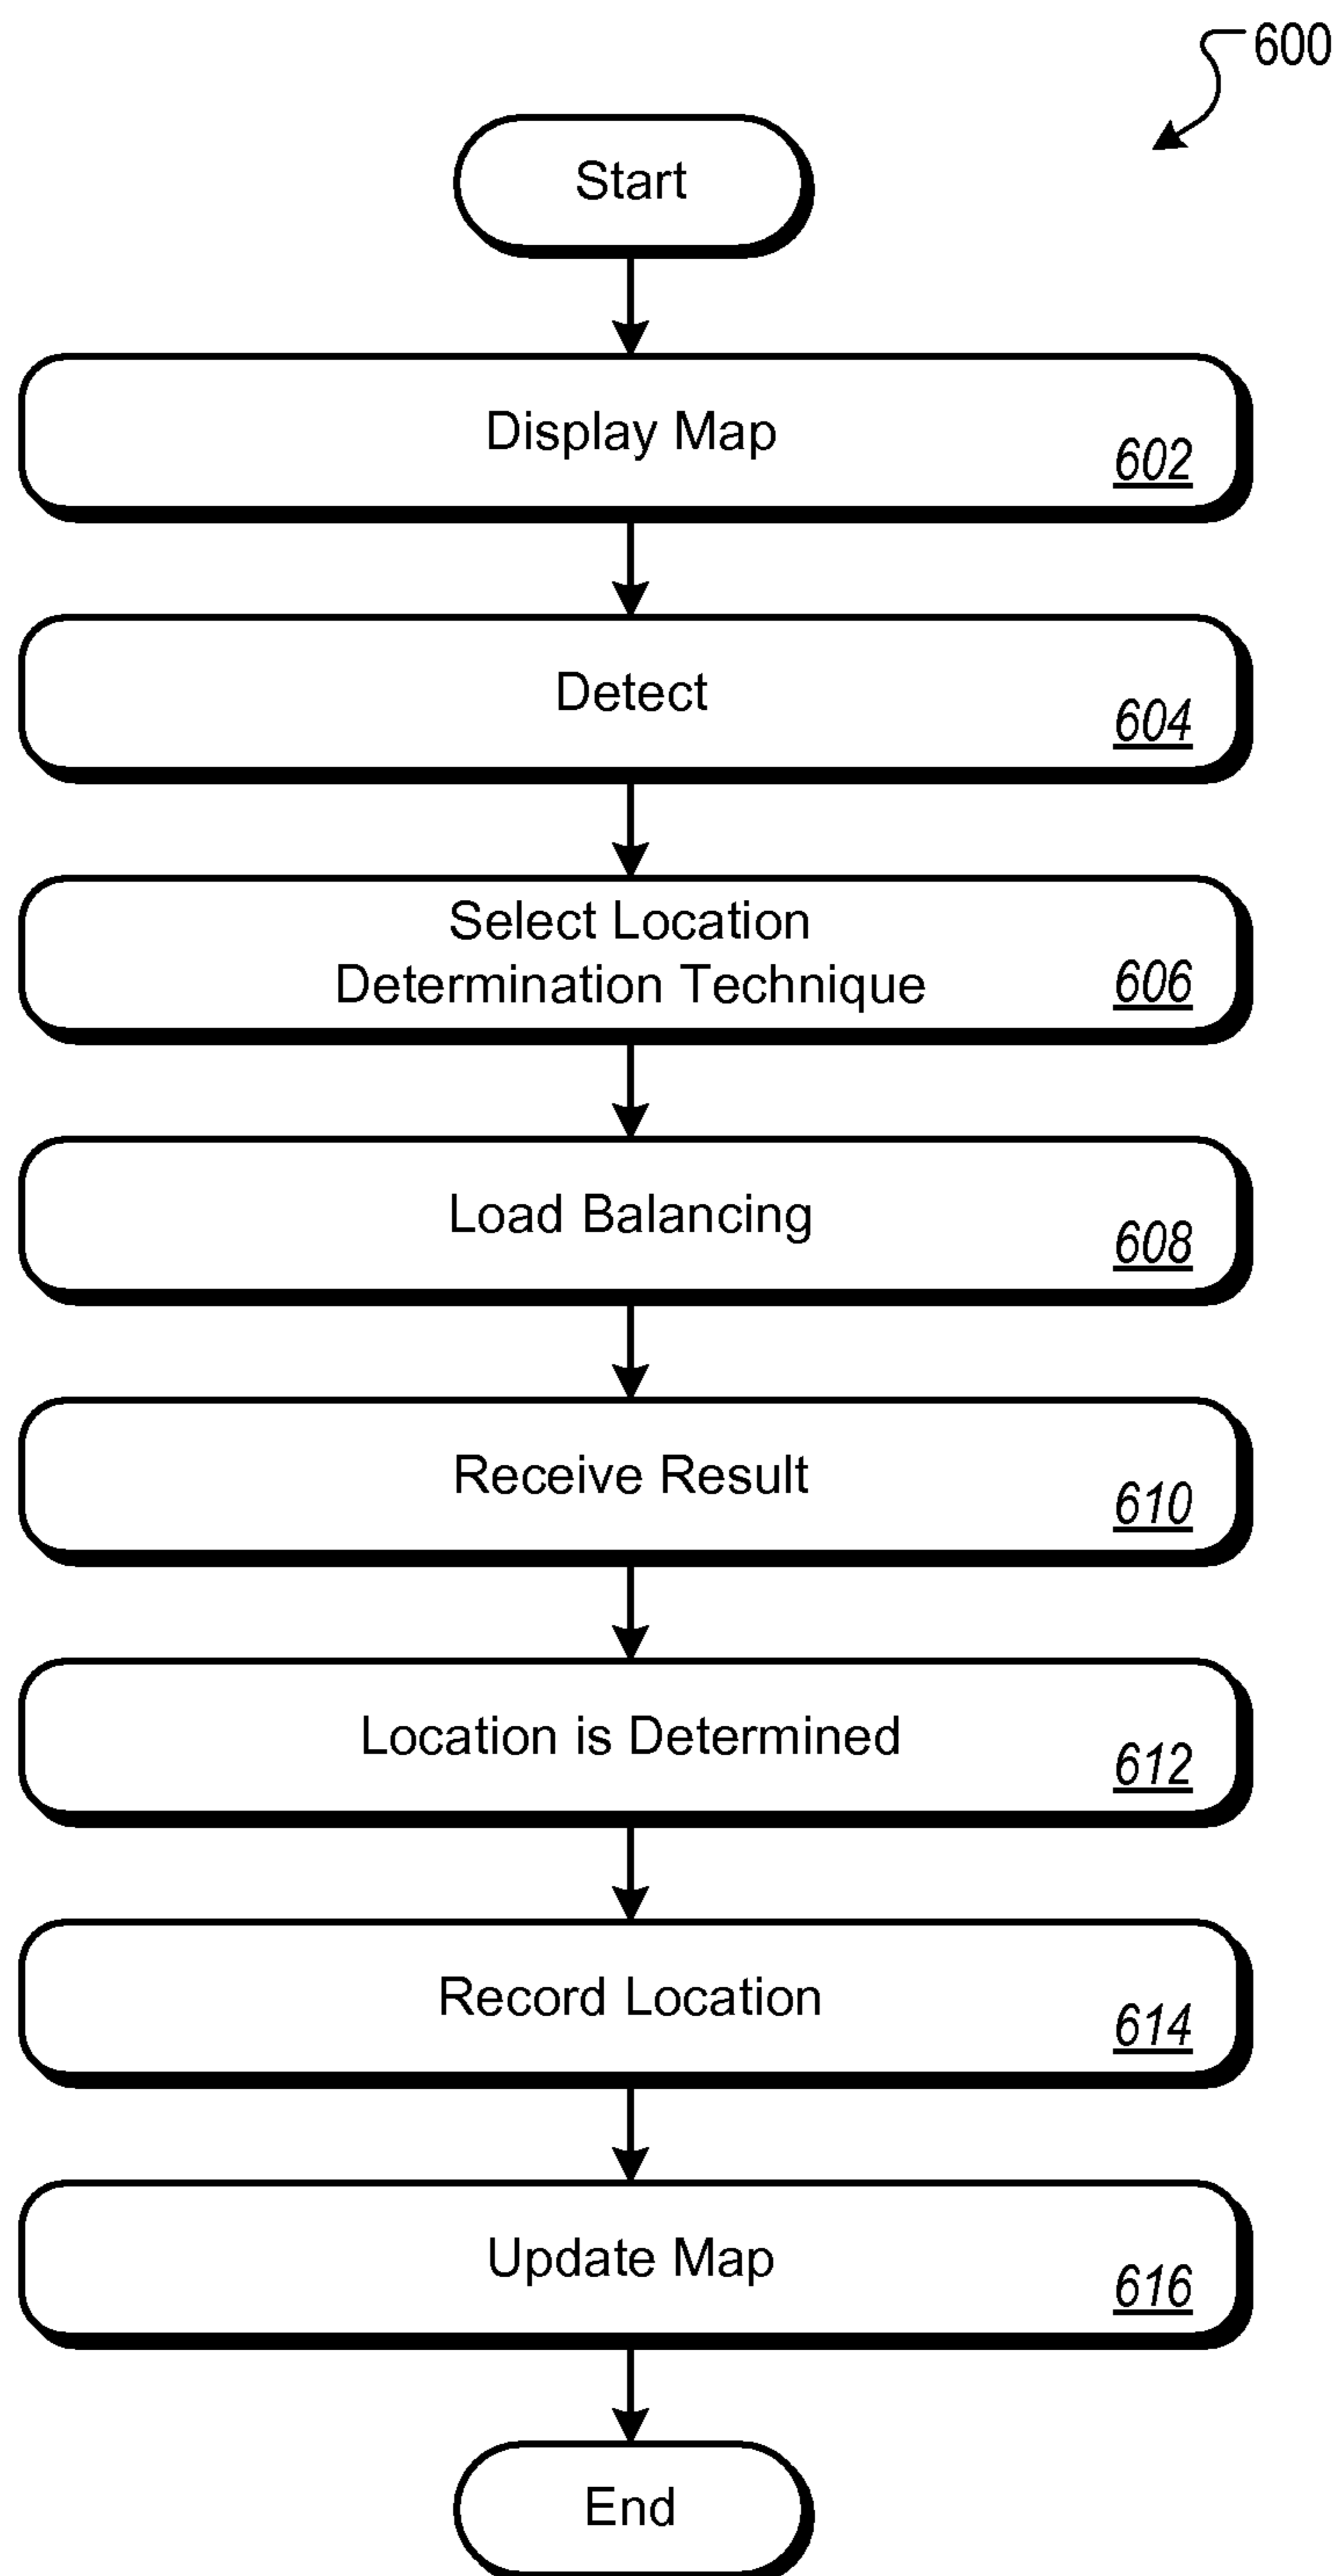 600
Start
Display Map
602
Detect
604
Select Location
Determination Technique
606
Load Balancing
608
Receive Result
610
Location is Determined
612
Record Location
614
Update Map
616
End